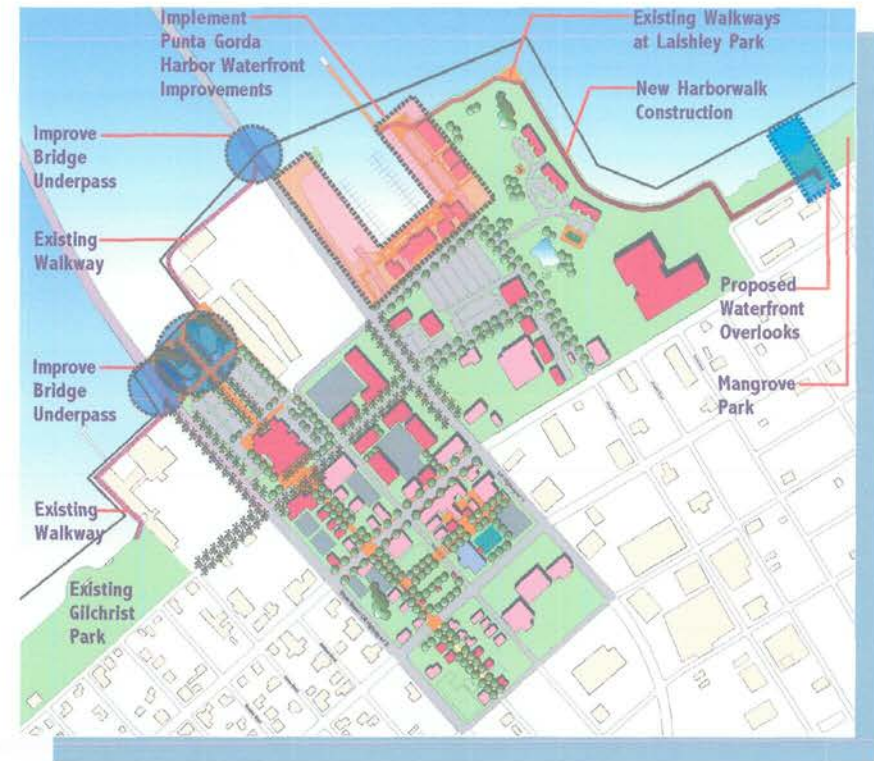 Implement
Punta Gorda
Harbor Waterfront
Improvements
Existing Walkways
at Laishley Park
New Harborwalk
Construction
Improve
Bridge
Underpass
Existing
Walkway
Proposed
Waterfront
Overlooks
Improve
Bridge
Underpass
Mangrove
Park
Existing
Walkway
Existing
Gilchrist
Park